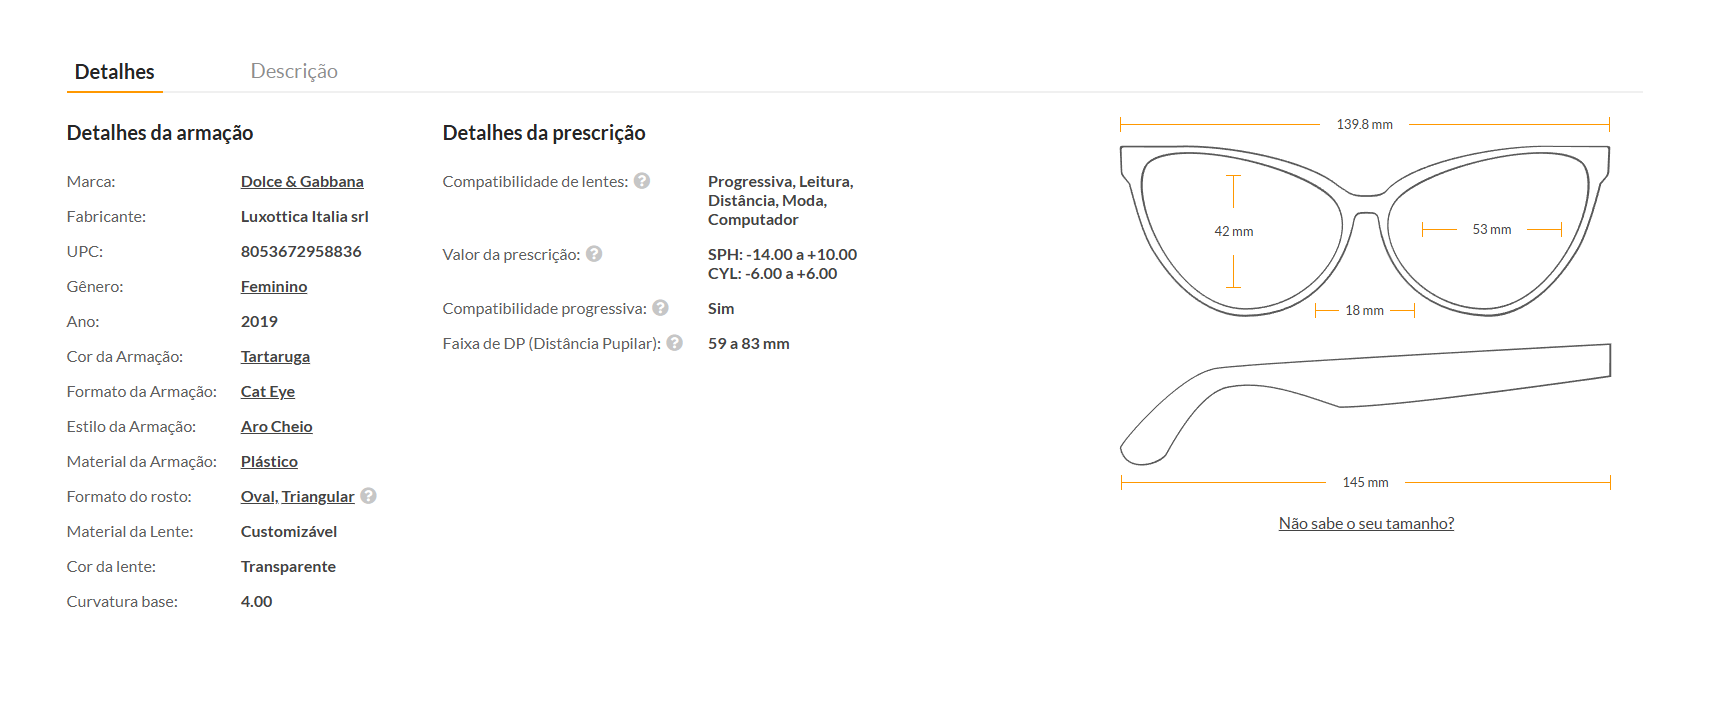 Detalhes
Descrição
Detalhes da armação
Marca: Dolce & Gabbana
Fabricante: Luxottica Italia srl
UPC: 8053672958836
Gênero: Feminino
Ano: 2019
Cor da Armação: Tartaruga
Formato da Armação: Cat Eye
Estilo da Armação: Aro Cheio
Material da Armação: Plástico
Formato do rosto: Oval, Triangular ?
Material da Lente: Customizável
Cor da lente: Transparente
Curvatura base: 4.00
Detalhes da prescrição
Compatibilidade de lentes: ? Progressiva, Leitura,
Distância, Moda,
Computador
Valor da prescrição: ? SPH: -14.00 a +10.00
CYL: -6.00 a +6.00
Compatibilidade progressiva: ? Sim
Faixa de DP (Distância Pupilar): ? 59 a 83 mm
139.8 mm
42 mm
53 mm
18 mm
145 mm
Não sabe o seu tamanho?